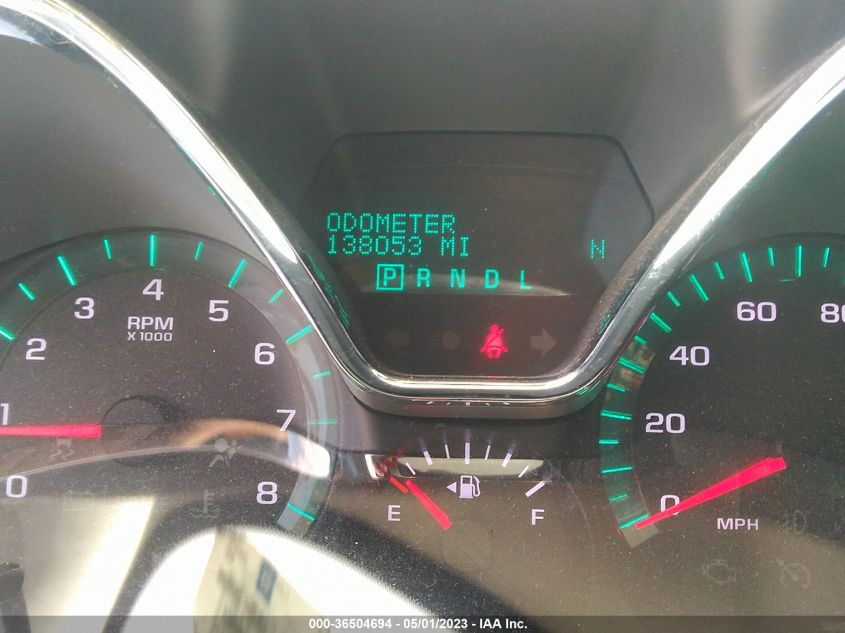 ODOMETER
138053 MI N
P R N D L
0 1 2 3 4 5 6 7 8
RPM
X 1000
E F
0 20 40 60 80
MPH
000-36504694 - 05/01/2023 - IAA Inc.